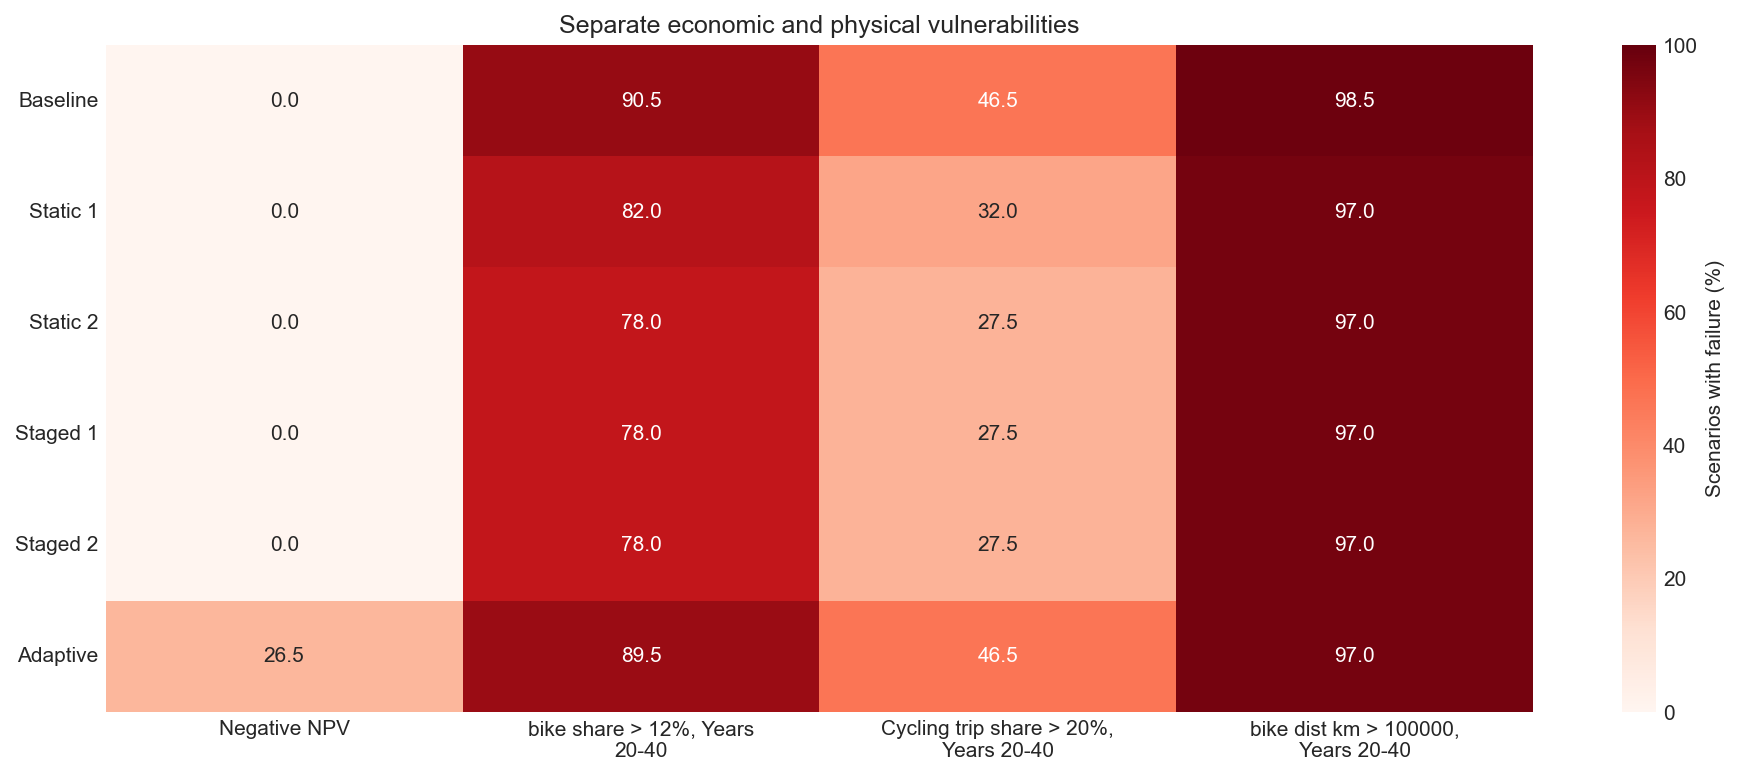 Separate economic and physical vulnerabilities
Baseline 0.0 90.5 46.5 98.5
Static 1 0.0 82.0 32.0 97.0
Static 2 0.0 78.0 27.5 97.0
Staged 1 0.0 78.0 27.5 97.0
Staged 2 0.0 78.0 27.5 97.0
Adaptive 26.5 89.5 46.5 97.0
Negative NPV
bike share > 12%, Years
20-40
Cycling trip share > 20%,
Years 20-40
bike dist km > 100000,
Years 20-40
100
80
60
40
20
0
Scenarios with failure (%)